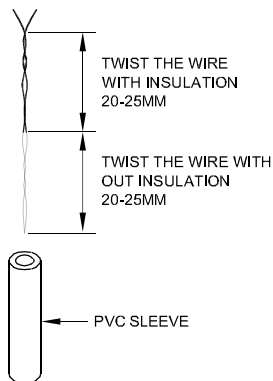 TWIST THE WIRE
WITH INSULATION
20-25MM
TWIST THE WIRE WITH
OUT INSULATION
20-25MM
PVC SLEEVE